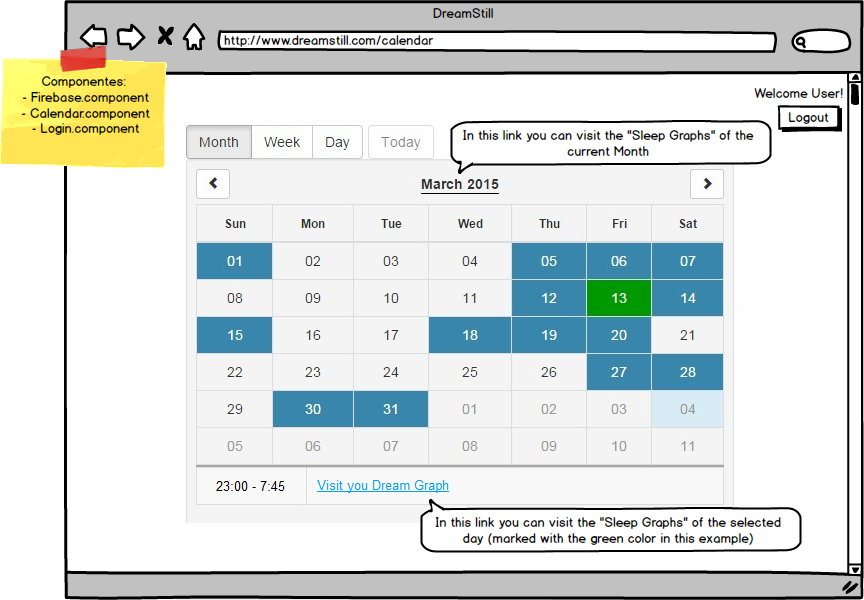 DreamStill
http://www.dreamstill.com/calendar
Componentes:
- Firebase.component
- Calendar.component
- Login.component
Welcome User!
Logout
Month Week Day Today
In this link you can visit the "Sleep Graphs" of the
current Month
March 2015
Sun Mon Tue Wed Thu Fri Sat
01 02 03 04 05 06 07
08 09 10 11 12 13 14
15 16 17 18 19 20 21
22 23 24 25 26 27 28
29 30 31 01 02 03 04
05 06 07 08 09 10 11
23:00 - 7:45 Visit you Dream Graph
In this link you can visit the "Sleep Graphs" of the selected
day (marked with the green color in this example)